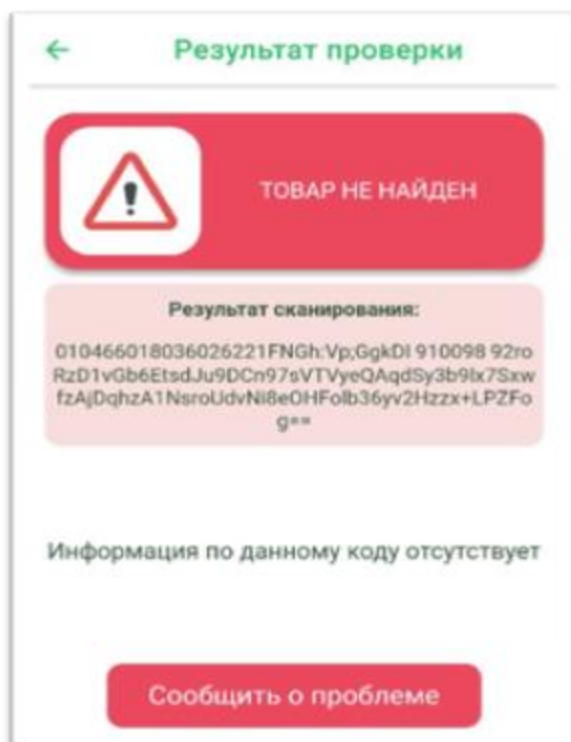 Результат проверки
ТОВАР НЕ НАЙДЕН
Результат сканирования:
010466018036026221FNGh:Vp;GgkDI 910098 92ro
RzD1vGb6EtsdJu9DCn97sVTVyeQAqdSy3b9lx7Sxw
fzAjDqhzA1NsroUdvNi8eOHFolb36yv2Hzzx+LPZFo
g==
Информация по данному коду отсутствует
Сообщить о проблеме